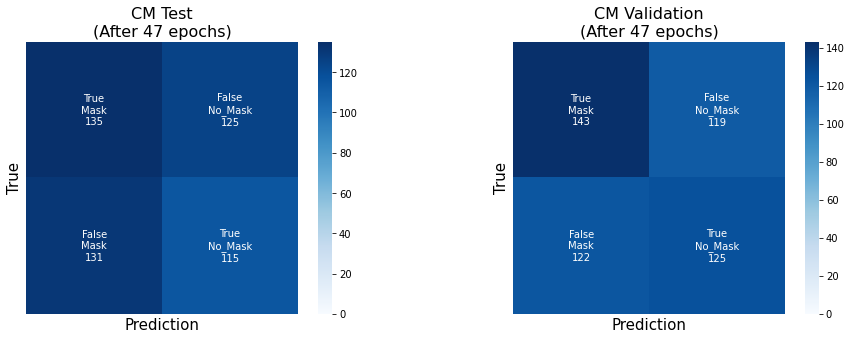 CM Test
(After 47 epochs)
True
Mask
135
False
No_Mask
125
False
Mask
131
True
No_Mask
115
True
Prediction
120
100
80
60
40
20
0
CM Validation
(After 47 epochs)
True
Mask
143
False
No_Mask
119
False
Mask
122
True
No_Mask
125
True
Prediction
140
120
100
80
60
40
20
0